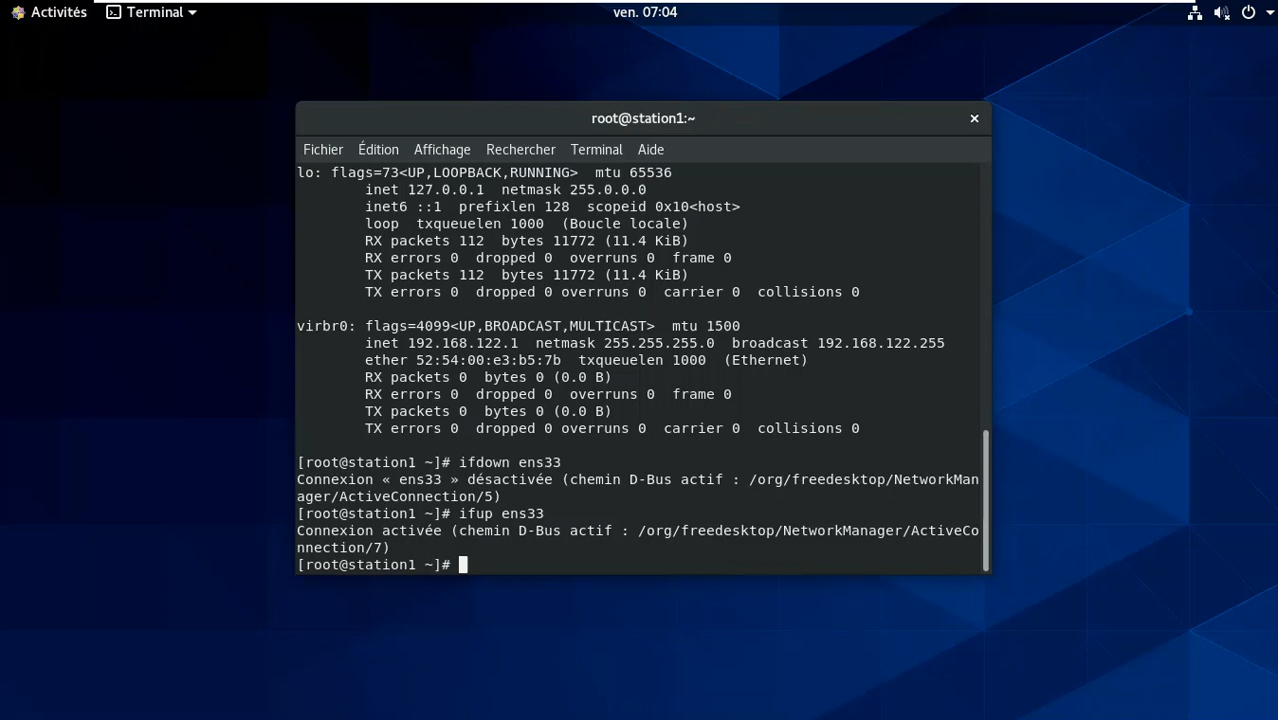 Activités Terminal ven. 07:04
root@station1:~ ×
Fichier Édition Affichage Rechercher Terminal Aide
lo: flags=73<UP,LOOPBACK,RUNNING>  mtu 65536
        inet 127.0.0.1  netmask 255.0.0.0
        inet6 ::1  prefixlen 128  scopeid 0x10<host>
        loop  txqueuelen 1000  (Boucle locale)
        RX packets 112  bytes 11772 (11.4 KiB)
        RX errors 0  dropped 0  overruns 0  frame 0
        TX packets 112  bytes 11772 (11.4 KiB)
        TX errors 0  dropped 0 overruns 0  carrier 0  collisions 0

virbr0: flags=4099<UP,BROADCAST,MULTICAST>  mtu 1500
        inet 192.168.122.1  netmask 255.255.255.0  broadcast 192.168.122.255
        ether 52:54:00:e3:b5:7b  txqueuelen 1000  (Ethernet)
        RX packets 0  bytes 0 (0.0 B)
        RX errors 0  dropped 0  overruns 0  frame 0
        TX packets 0  bytes 0 (0.0 B)
        TX errors 0  dropped 0 overruns 0  carrier 0  collisions 0

[root@station1 ~]# ifdown ens33
Connexion « ens33 » désactivée (chemin D-Bus actif : /org/freedesktop/NetworkMan
ager/ActiveConnection/5)
[root@station1 ~]# ifup ens33
Connexion activée (chemin D-Bus actif : /org/freedesktop/NetworkManager/ActiveCo
nnection/7)
[root@station1 ~]#